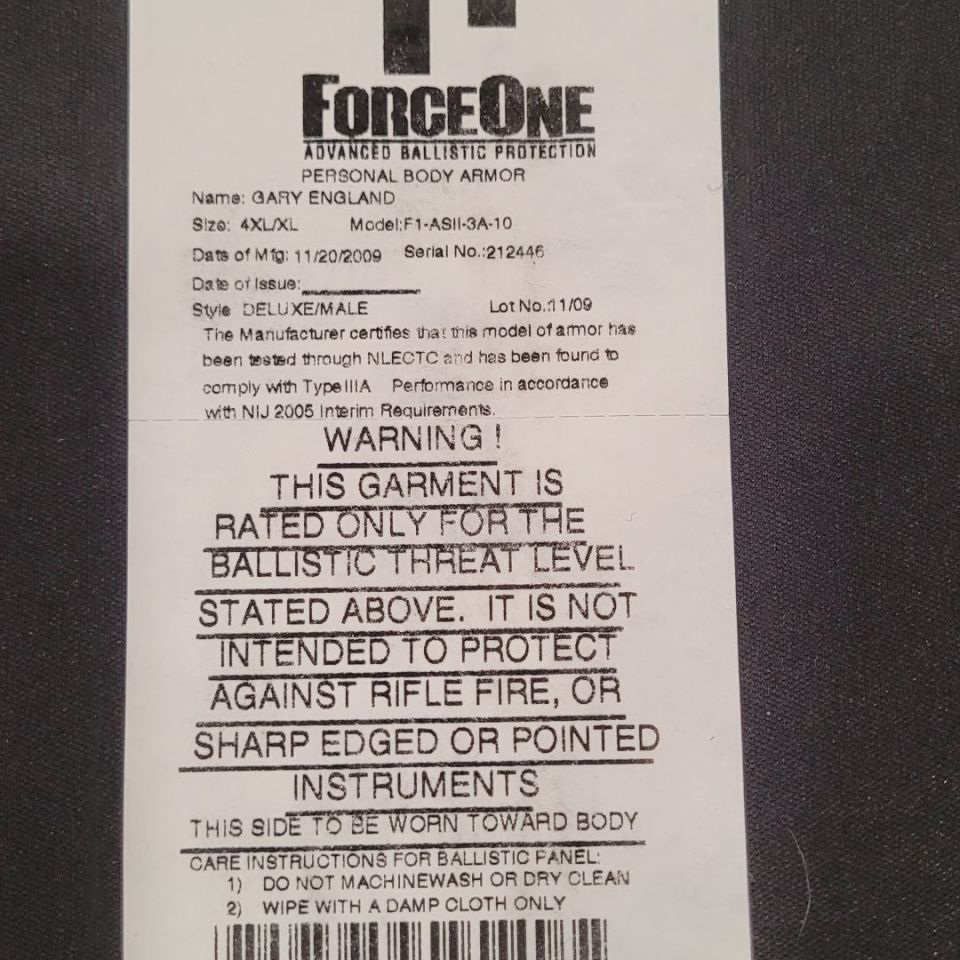 FORCEONE
ADVANCED BALLISTIC PROTECTION
PERSONAL BODY ARMOR
Name: GARY ENGLAND
Size: 4XL/XL Model:F1-ASII-3A-10
Date of Mfg: 11/20/2009 Serial No.:212446
Date of Issue:
Style DELUXE/MALE Lot No.:11/09
The Manufacturer certifies that this model of armor has
been tested through NLECTC and has been found to
comply with Type IIIA Performance in accordance
with NIJ 2005 Interim Requirements.
WARNING !
THIS GARMENT IS
RATED ONLY FOR THE
BALLISTIC THREAT LEVEL
STATED ABOVE. IT IS NOT
INTENDED TO PROTECT
AGAINST RIFLE FIRE, OR
SHARP EDGED OR POINTED
INSTRUMENTS
THIS SIDE TO BE WORN TOWARD BODY
CARE INSTRUCTIONS FOR BALLISTIC PANEL:
1) DO NOT MACHINEWASH OR DRY CLEAN
2) WIPE WITH A DAMP CLOTH ONLY